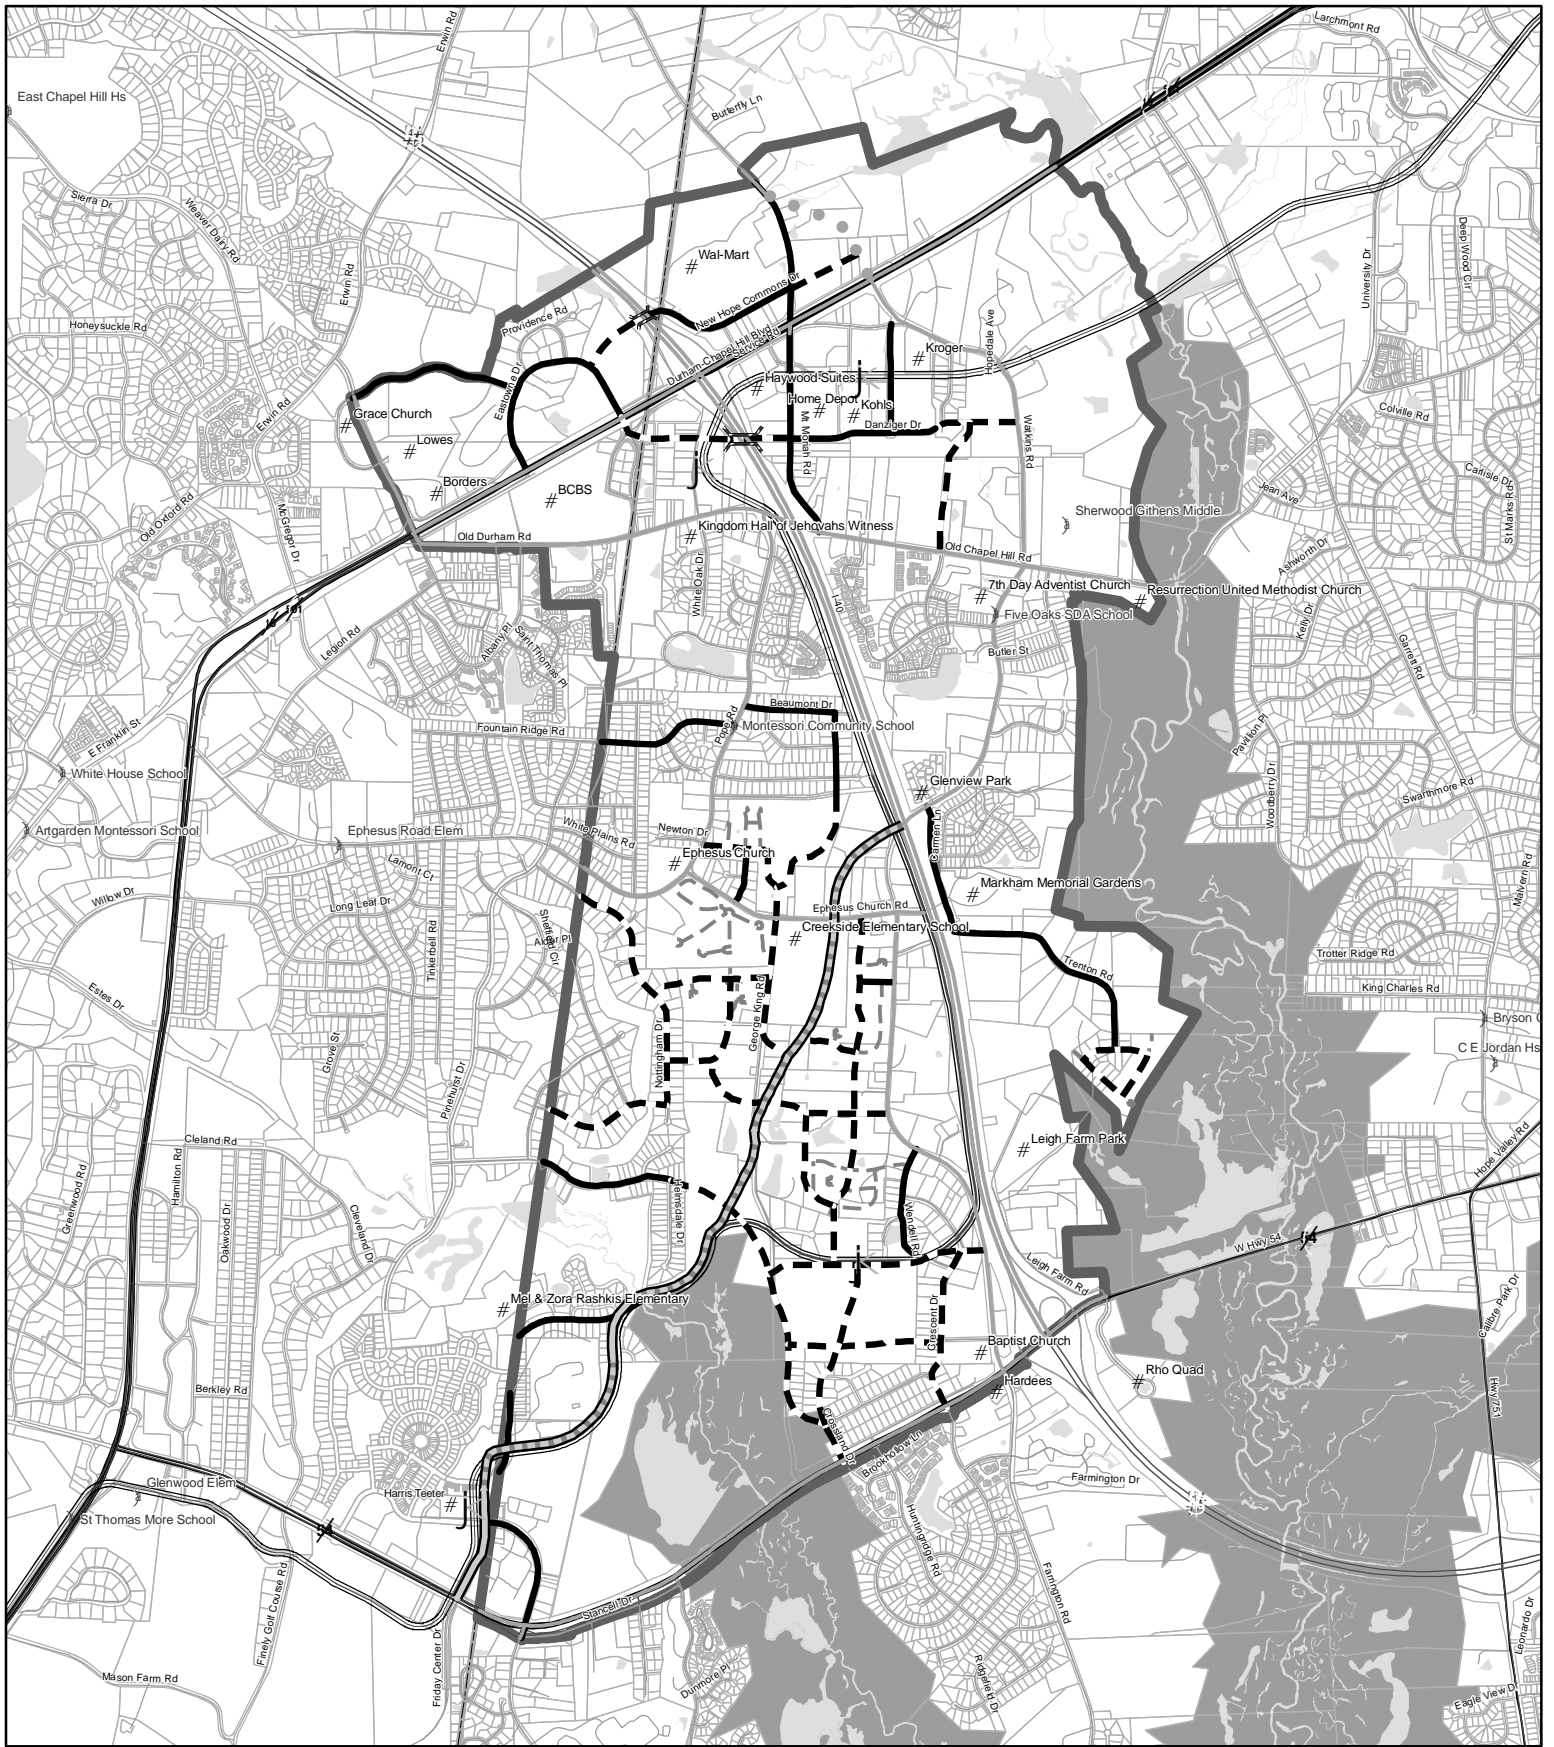 Larchmont Rd
Erwin Rd
East Chapel Hill Hs
Butterfly Ln
Sierra Dr
Weaver Dairy Rd
Deep Wood Cir
University Dr
Wal-Mart
Erwin Rd
New Hope Commons Dr
Providence Rd
Honeysuckle Rd
Durham-Chapel Hill Blvd
Service Rd
Hopedale Ave
Kroger
Eastowne Dr
Haywood Suites
Home Depot
Kohls
Grace Church
Erwin Rd
Colville Rd
Danziger Dr
Mt Moriah Rd
Watkins Rd
Lowes
Carlisle Dr
Borders
BCBS
Jean Ave
St Marks Rd
Old Oxford Rd
McGregor Dr
Sherwood Githens Middle
Kingdom Hall of Jehovahs Witness
Old Durham Rd
Old Chapel Hill Rd
Ashworth Dr
White Oak Dr
I-40
7th Day Adventist Church
Resurrection United Methodist Church
Five Oaks SDA School
Kelly Dr
Legion Rd
Albany Pl
Saint Thomas Pl
Butler St
Garrett Rd
Beaumont Dr
Pope Rd
Montessori Community School
Fountain Ridge Rd
E Franklin St
Pavillion Pl
White House School
Glenview Park
Woodberry Dr
Swarthmore Rd
Artgarden Montessori School
Ephesus Road Elem
White Plains Rd
Newton Dr
Carmen Ln
Ephesus Church
Lamont Ct
Markham Memorial Gardens
Malvern Rd
Willow Dr
Long Leaf Dr
Ephesus Church Rd
Creekside Elementary School
Sheffield Cir
Alder Pl
Tinkerbell Rd
Trotter Ridge Rd
Trenton Rd
King Charles Rd
Estes Dr
George King Rd
Nottingham Dr
Bryson C
C E Jordan Hs
Grove St
Pinehurst Dr
Cleland Rd
Leigh Farm Park
Hope Valley Rd
Greenwood Rd
Hamilton Rd
Oakwood Dr
Cleveland Dr
Helmsdale Dr
Wendell Rd
W Hwy 54
54
Leigh Farm Rd
Mel & Zora Rashkis Elementary
Crescent Dr
Calibre Park Dr
Baptist Church
Rho Quad
Hardees
Berkley Rd
Hwy 751
Crossland Dr
Brookhollow Ln
Farmington Dr
Glenwood Elem
Harris Teeter
St Thomas More School
54
Huntingridge Rd
Farrington Rd
Finely Golf Course Rd
Stancell Dr
Leonardo Dr
Friday Center Dr
Mason Farm Rd
Dunmore Pl
Ridgefield Dr
Eagle View D